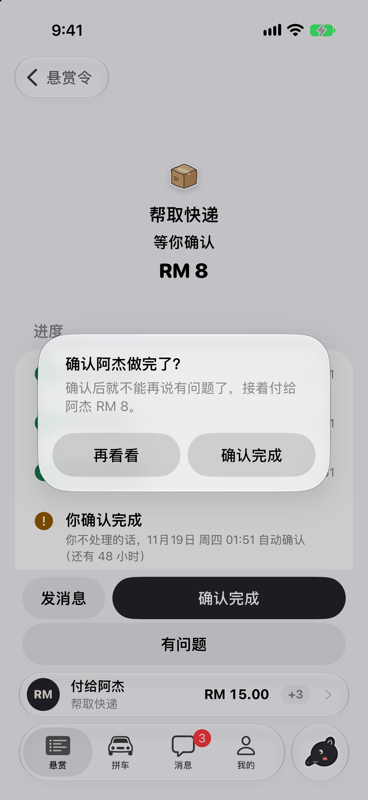 9:41
悬赏令
帮取快递
等你确认
RM 8
进度
确认阿杰做完了?
确认后就不能再说有问题了，接着付给
阿杰 RM 8。
再看看
确认完成
你确认完成
你不处理的话，11月19日 周四 01:51 自动确认
（还有 48 小时）
发消息
确认完成
有问题
RM
付给阿杰
帮取快递
RM 15.00
+3
悬赏
拼车
3
消息
我的